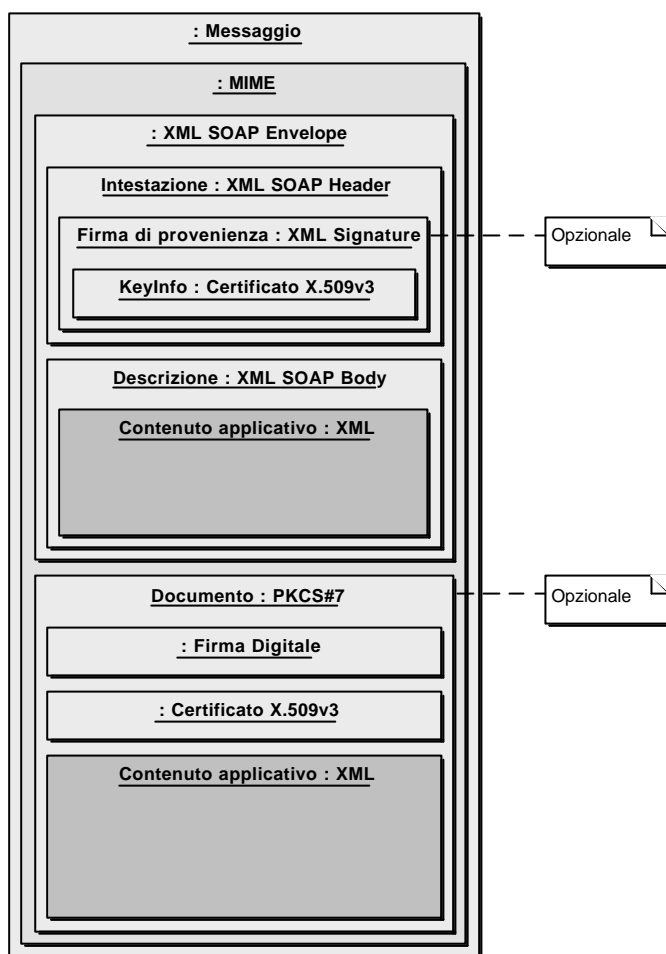 : Messaggio
: MIME
: XML SOAP Envelope
Intestazione : XML SOAP Header
Firma di provenienza : XML Signature
Opzionale
KeyInfo : Certificato X.509v3
Descrizione : XML SOAP Body
Contenuto applicativo : XML
Documento : PKCS#7
Opzionale
: Firma Digitale
: Certificato X.509v3
Contenuto applicativo : XML